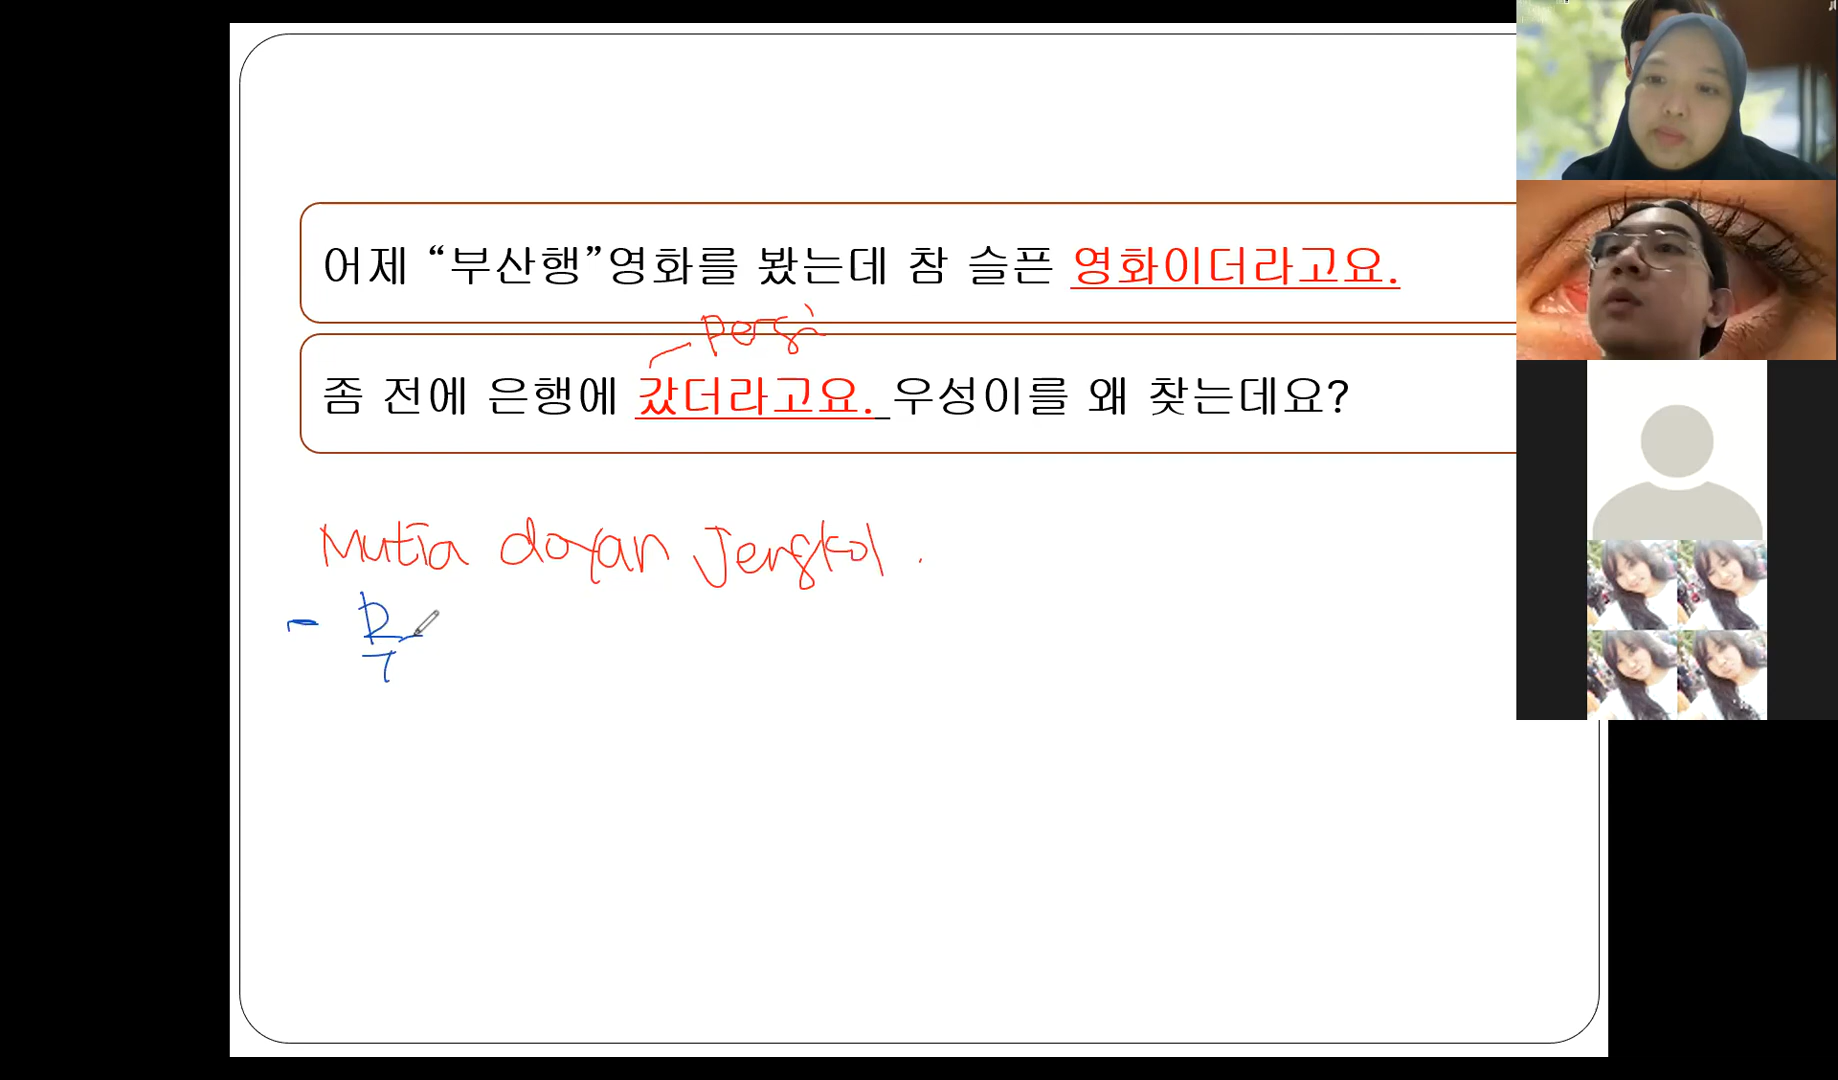 어제 “부산행”영화를 봤는데 참 슬픈 영화이더라고요.
pergi
좀 전에 은행에 갔더라고요. 우성이를 왜 찾는데요?
Mutia doyan Jengkol .